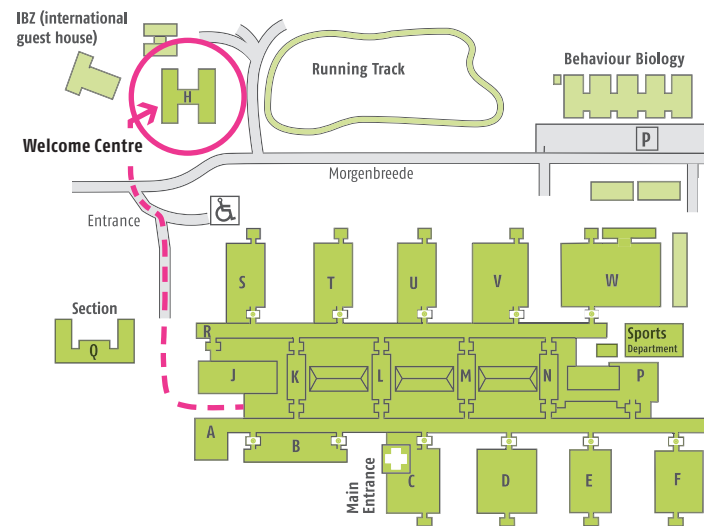 IBZ (international
guest house)
Running Track
Behaviour Biology
H
P
Welcome Centre
Morgenbreede
Entrance
S
T
U
V
W
Section
Q
R
Sports
Department
J
K
L
M
N
P
A
B
Main
Entrance
C
D
E
F